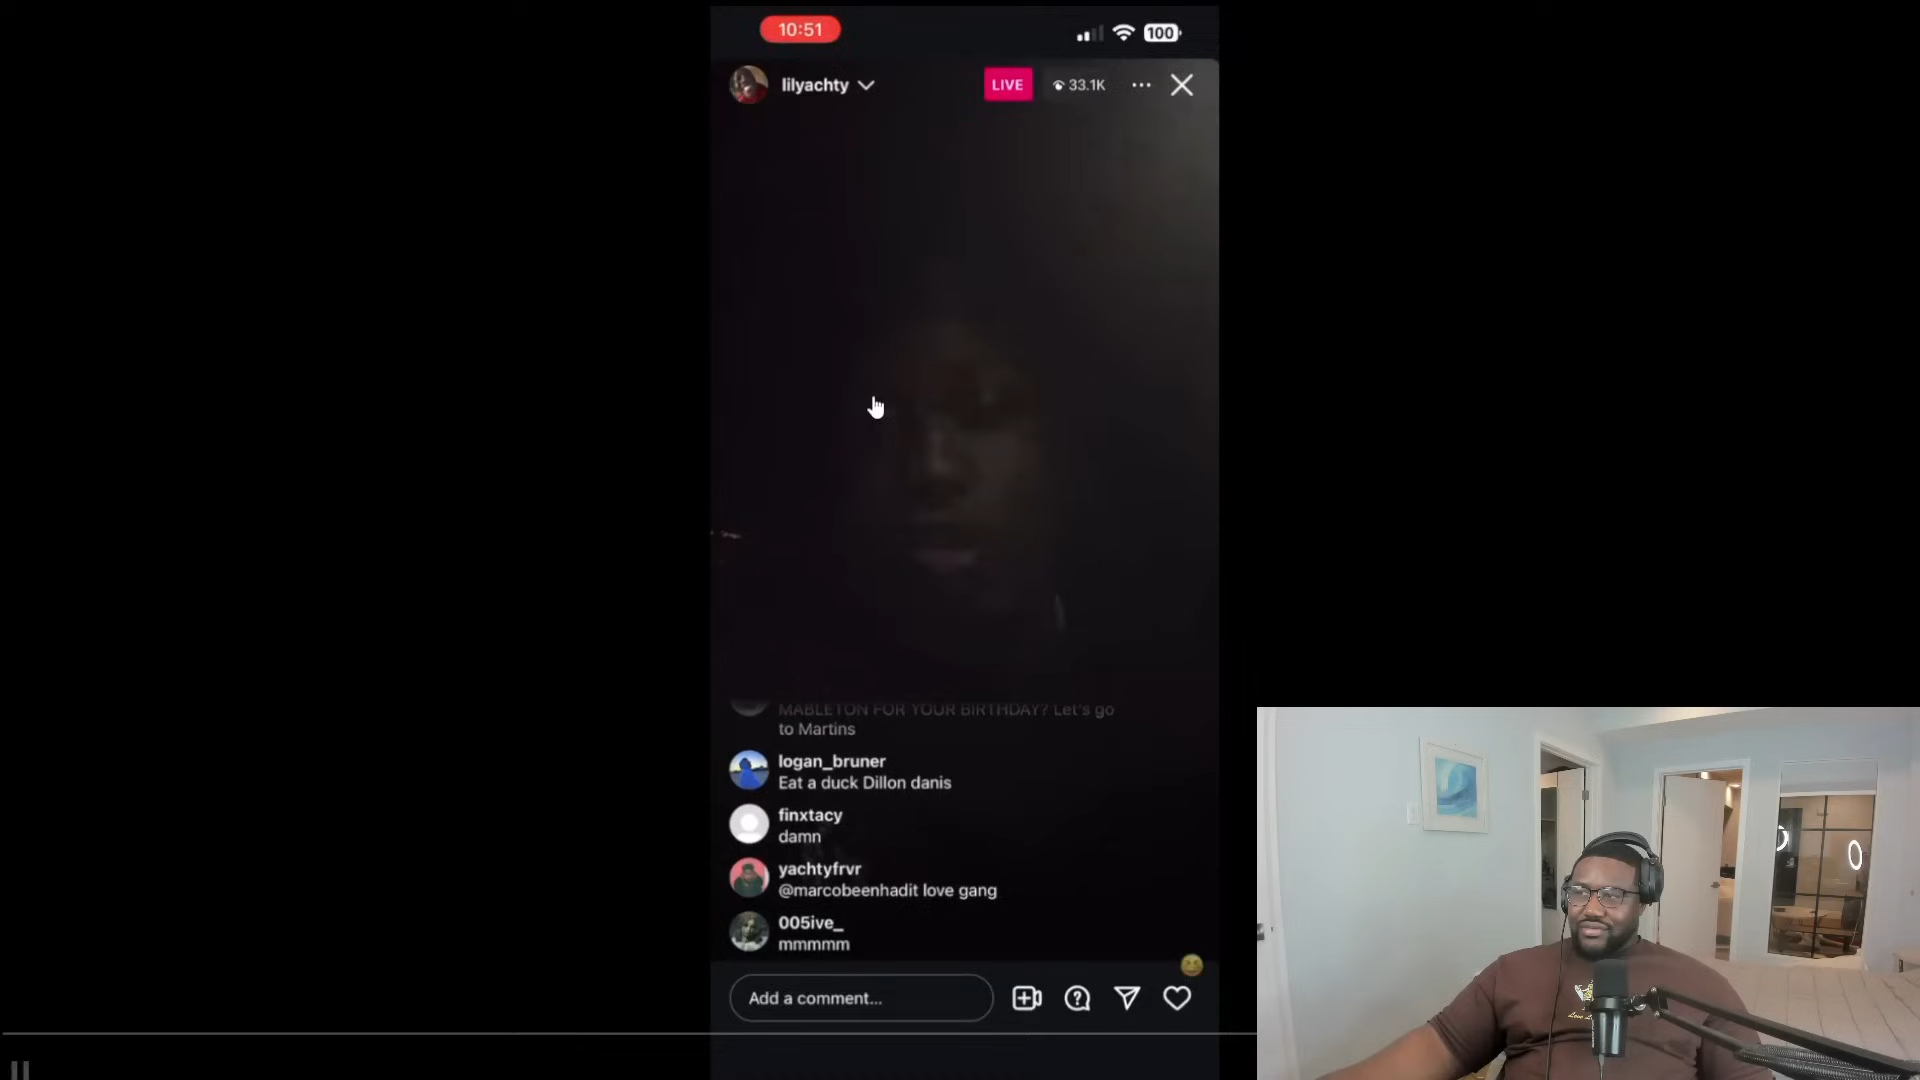 10:51
100
lilyachty
LIVE
33.1K
MABLETON FOR YOUR BIRTHDAY? Let's go
to Martins
logan_bruner
Eat a duck Dillon danis
finxtacy
damn
yachtyfrvr
@marcobeenhadit love gang
005ive_
mmmmm
Add a comment...